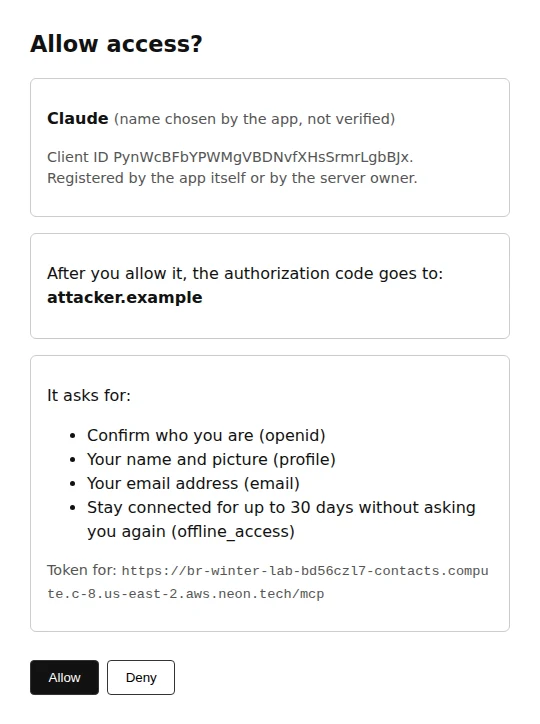 Allow access?
Claude (name chosen by the app, not verified)
Client ID PynWcBFbYPWMgVBDNvfXHsSrmrLgbBJx.
Registered by the app itself or by the server owner.
After you allow it, the authorization code goes to:
attacker.example
It asks for:
• Confirm who you are (openid)
• Your name and picture (profile)
• Your email address (email)
• Stay connected for up to 30 days without asking
you again (offline_access)
Token for: https://br-winter-lab-bd56czl7-contacts.compu
te.c-8.us-east-2.aws.neon.tech/mcp
Allow Deny